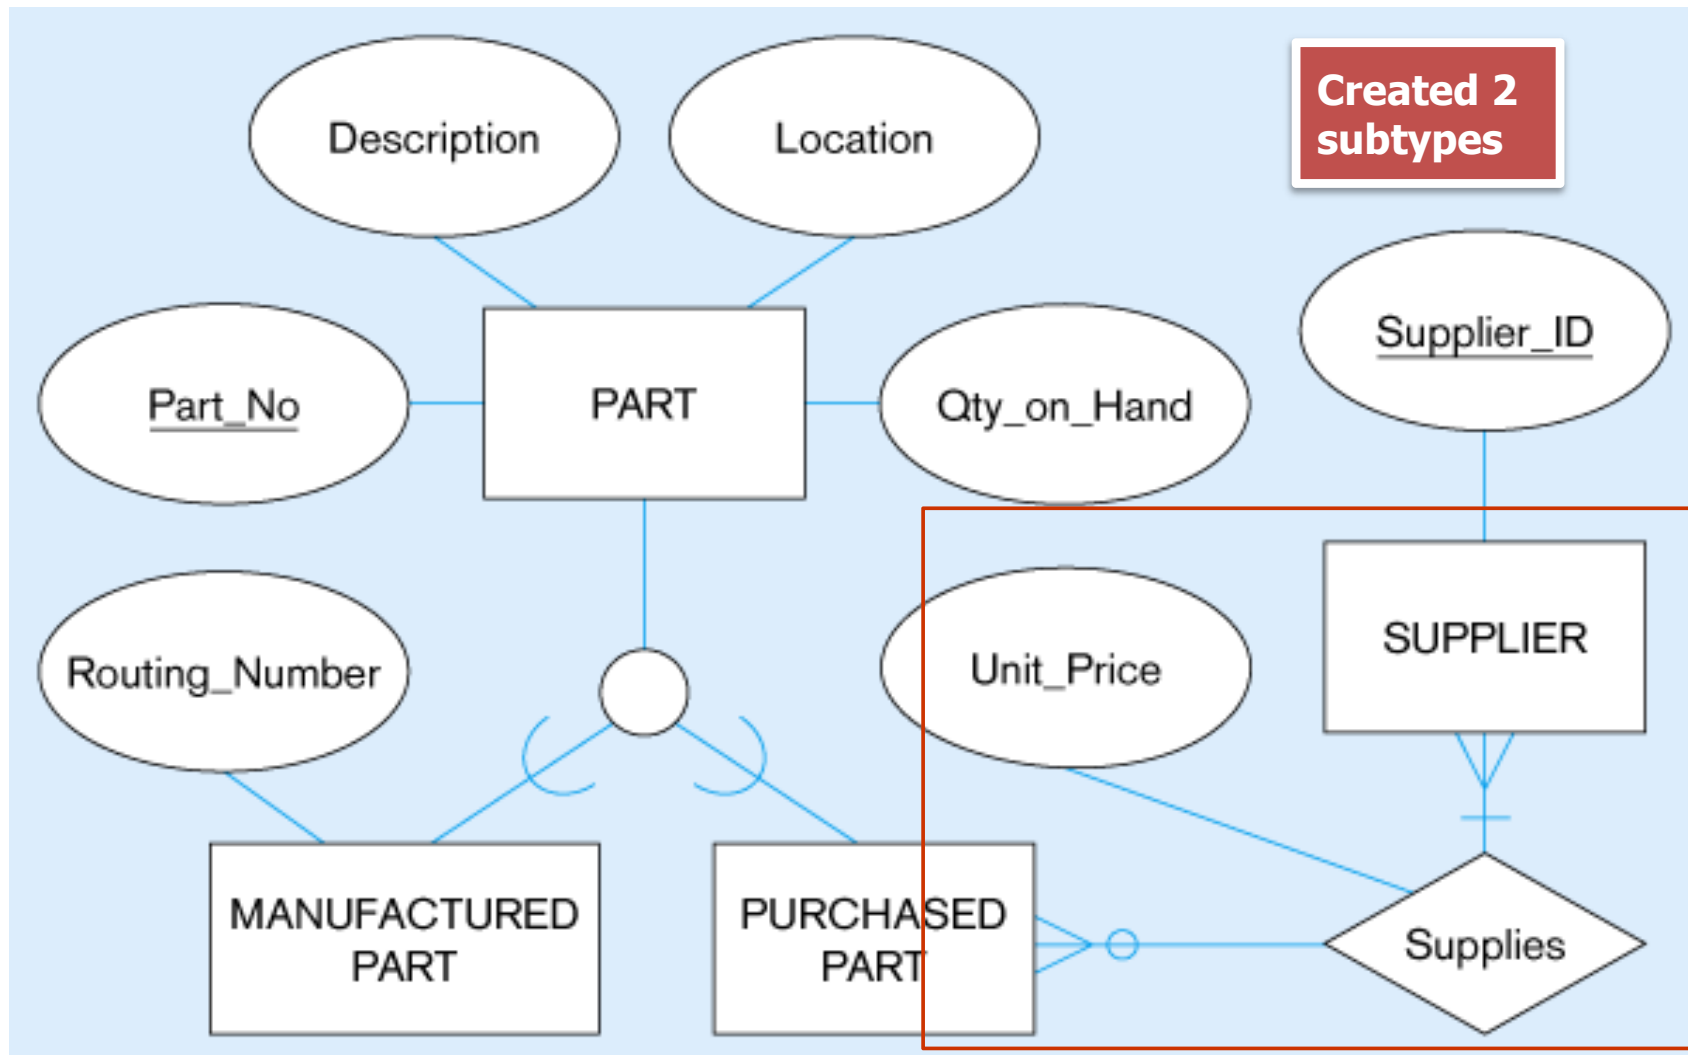 Created 2
subtypes
Description
Location
Part_No
PART
Qty_on_Hand
Supplier_ID
Routing_Number
Unit_Price
SUPPLIER
MANUFACTURED
PART
PURCHASED
PART
Supplies